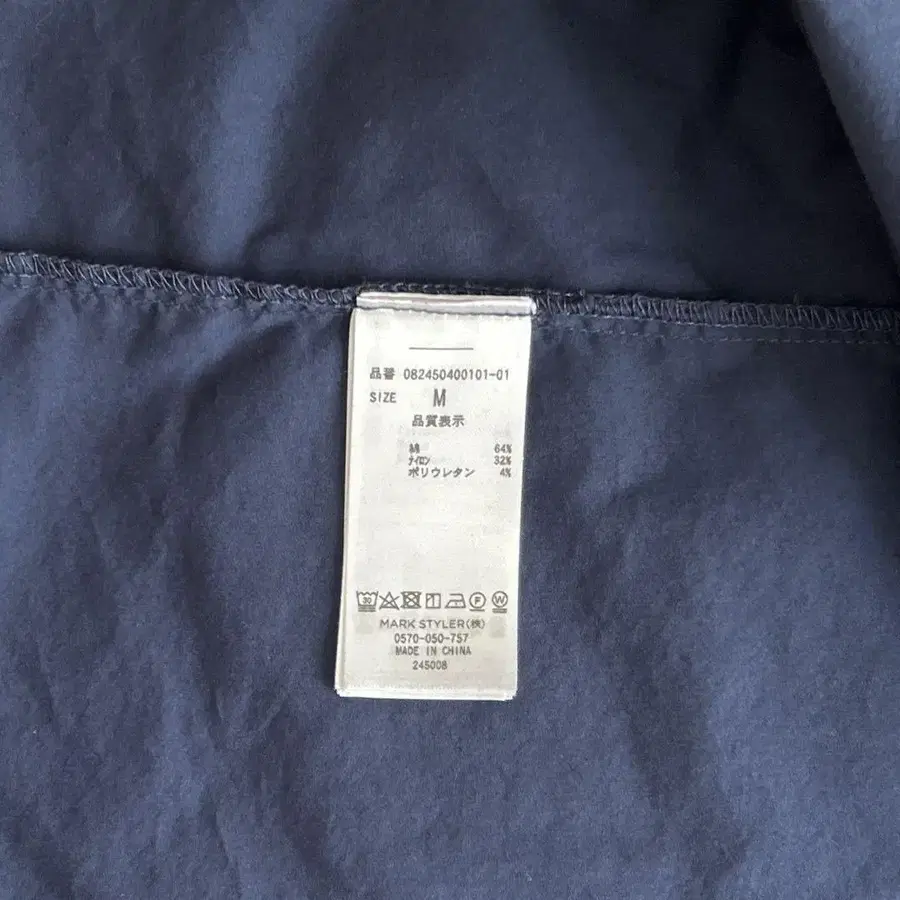 品番 082450400101-01
SIZE M
品質表示
綿 64%
ナイロン 32%
ポリウレタン 4%
30 F W
MARK STYLER(株)
0570-050-757
MADE IN CHINA
245008